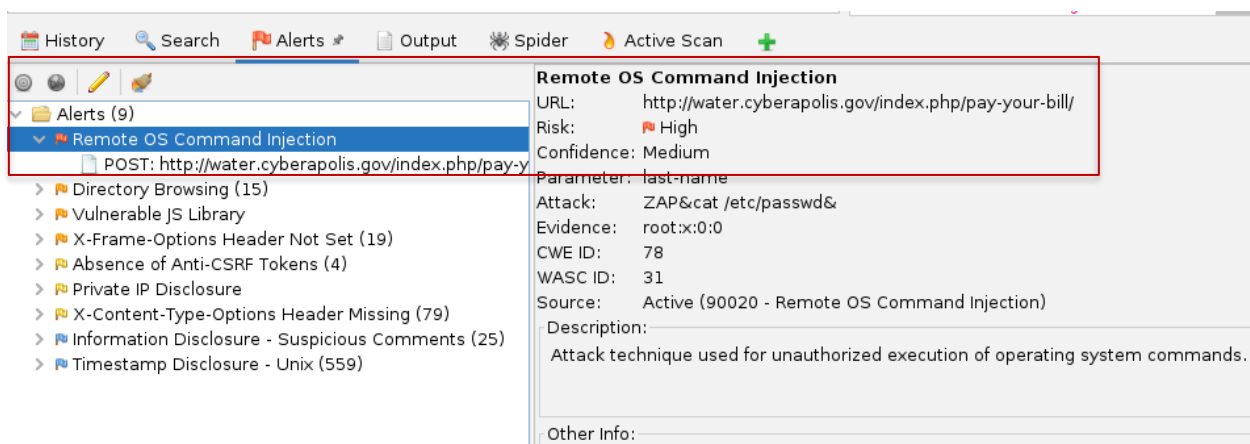 History Search Alerts Output Spider Active Scan
Alerts (9)
Remote OS Command Injection
POST: http://water.cyberapolis.gov/index.php/pay-y
Directory Browsing (15)
Vulnerable JS Library
X-Frame-Options Header Not Set (19)
Absence of Anti-CSRF Tokens (4)
Private IP Disclosure
X-Content-Type-Options Header Missing (79)
Information Disclosure - Suspicious Comments (25)
Timestamp Disclosure - Unix (559)
Remote OS Command Injection
URL: http://water.cyberapolis.gov/index.php/pay-your-bill/
Risk: High
Confidence: Medium
Parameter: last-name
Attack: ZAP&cat /etc/passwd&
Evidence: root:x:0:0
CWE ID: 78
WASC ID: 31
Source: Active (90020 - Remote OS Command Injection)
Description:
Attack technique used for unauthorized execution of operating system commands.
Other Info: